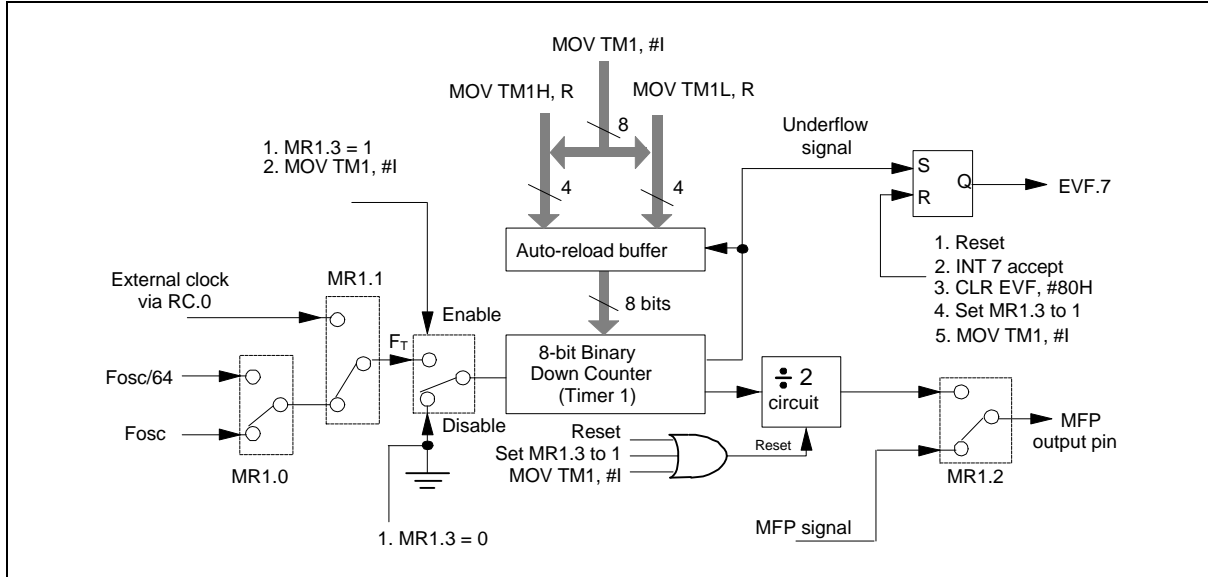 MOV TM1, #I
MOV TM1H, R
MOV TM1L, R
8
Underflow
signal
1. MR1.3 = 1
2. MOV TM1, #I
4
4
S
Q
R
EVF.7
Auto-reload buffer
1. Reset
2. INT 7 accept
3. CLR EVF, #80H
4. Set MR1.3 to 1
5. MOV TM1, #I
External clock
via RC.0
MR1.1
8 bits
Enable
FT
8-bit Binary
Down Counter
(Timer 1)
÷ 2
circuit
Fosc/64
Fosc
Disable
MFP
output pin
Reset
Set MR1.3 to 1
MOV TM1, #I
Reset
MR1.0
MR1.2
MFP signal
1. MR1.3 = 0